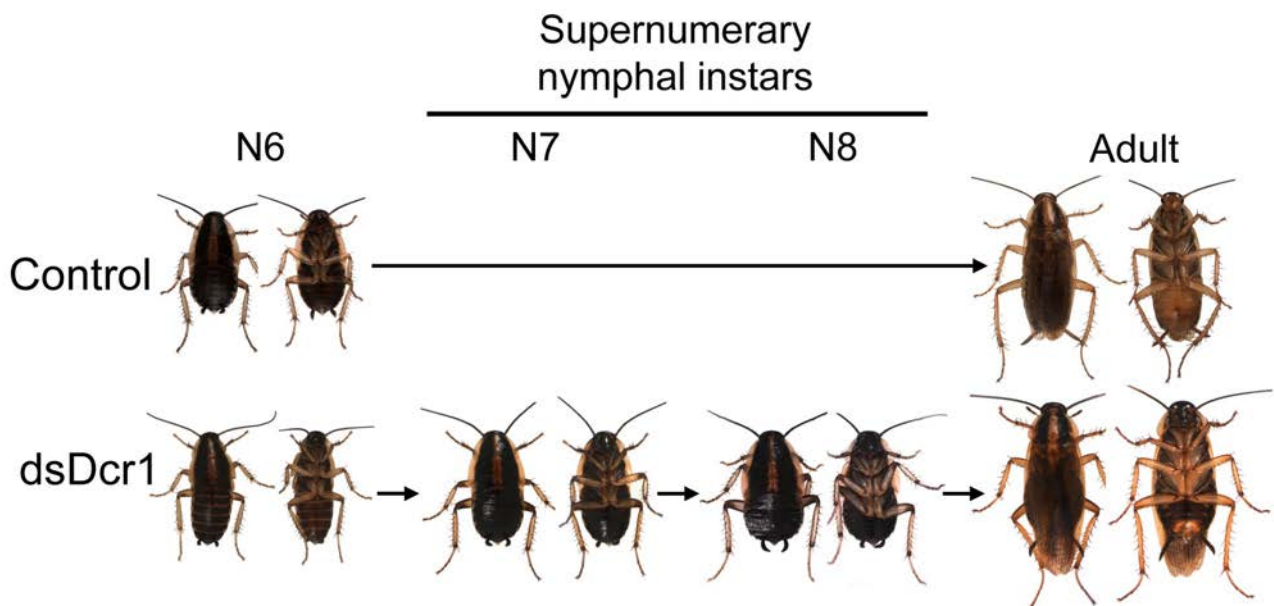 Supernumerary
nymphal instars
N6
N7
N8
Adult
Control
dsDcr1